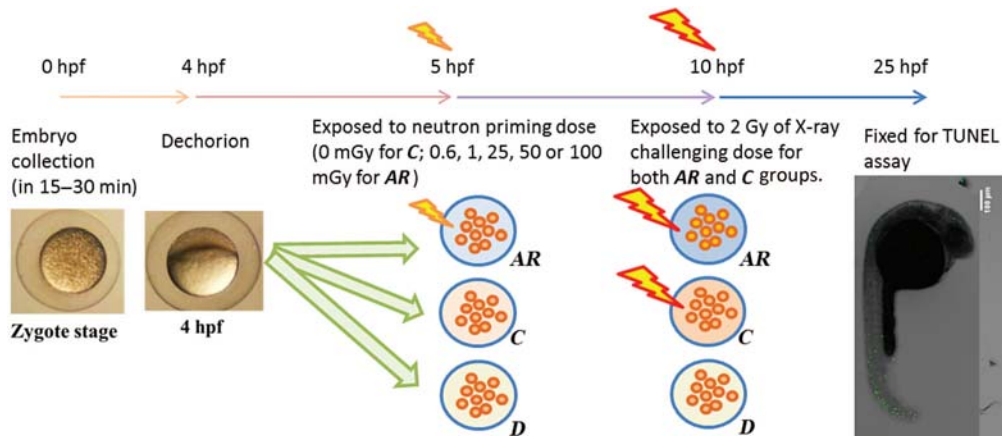 0 hpf
4 hpf
5 hpf
10 hpf
25 hpf
Embryo
collection
(in 15–30 min)
Dechorion
Exposed to neutron priming dose
(0 mGy for C; 0.6, 1, 25, 50 or 100
mGy for AR)
Exposed to 2 Gy of X-ray
challenging dose for
both AR and C groups.
Fixed for TUNEL
assay
Zygote stage
4 hpf
AR
C
D
AR
C
D
100 μm